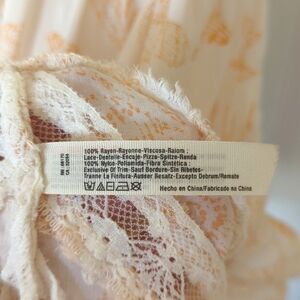 100% Rayon-Rayonne-Viscosa-Raiom :
Lace-Dentelle-Encaje-Pizzo-Spitze-Renda
100% Nylon-Poliamida-Fibra Sintetica :
Exclusive Of Trim-Sauf Bordure-Sin Ribetes-
Tranne La Finitura-Ausser Besatz-Excepto Debrum/Remate
Hecho en China/Fabricado na China